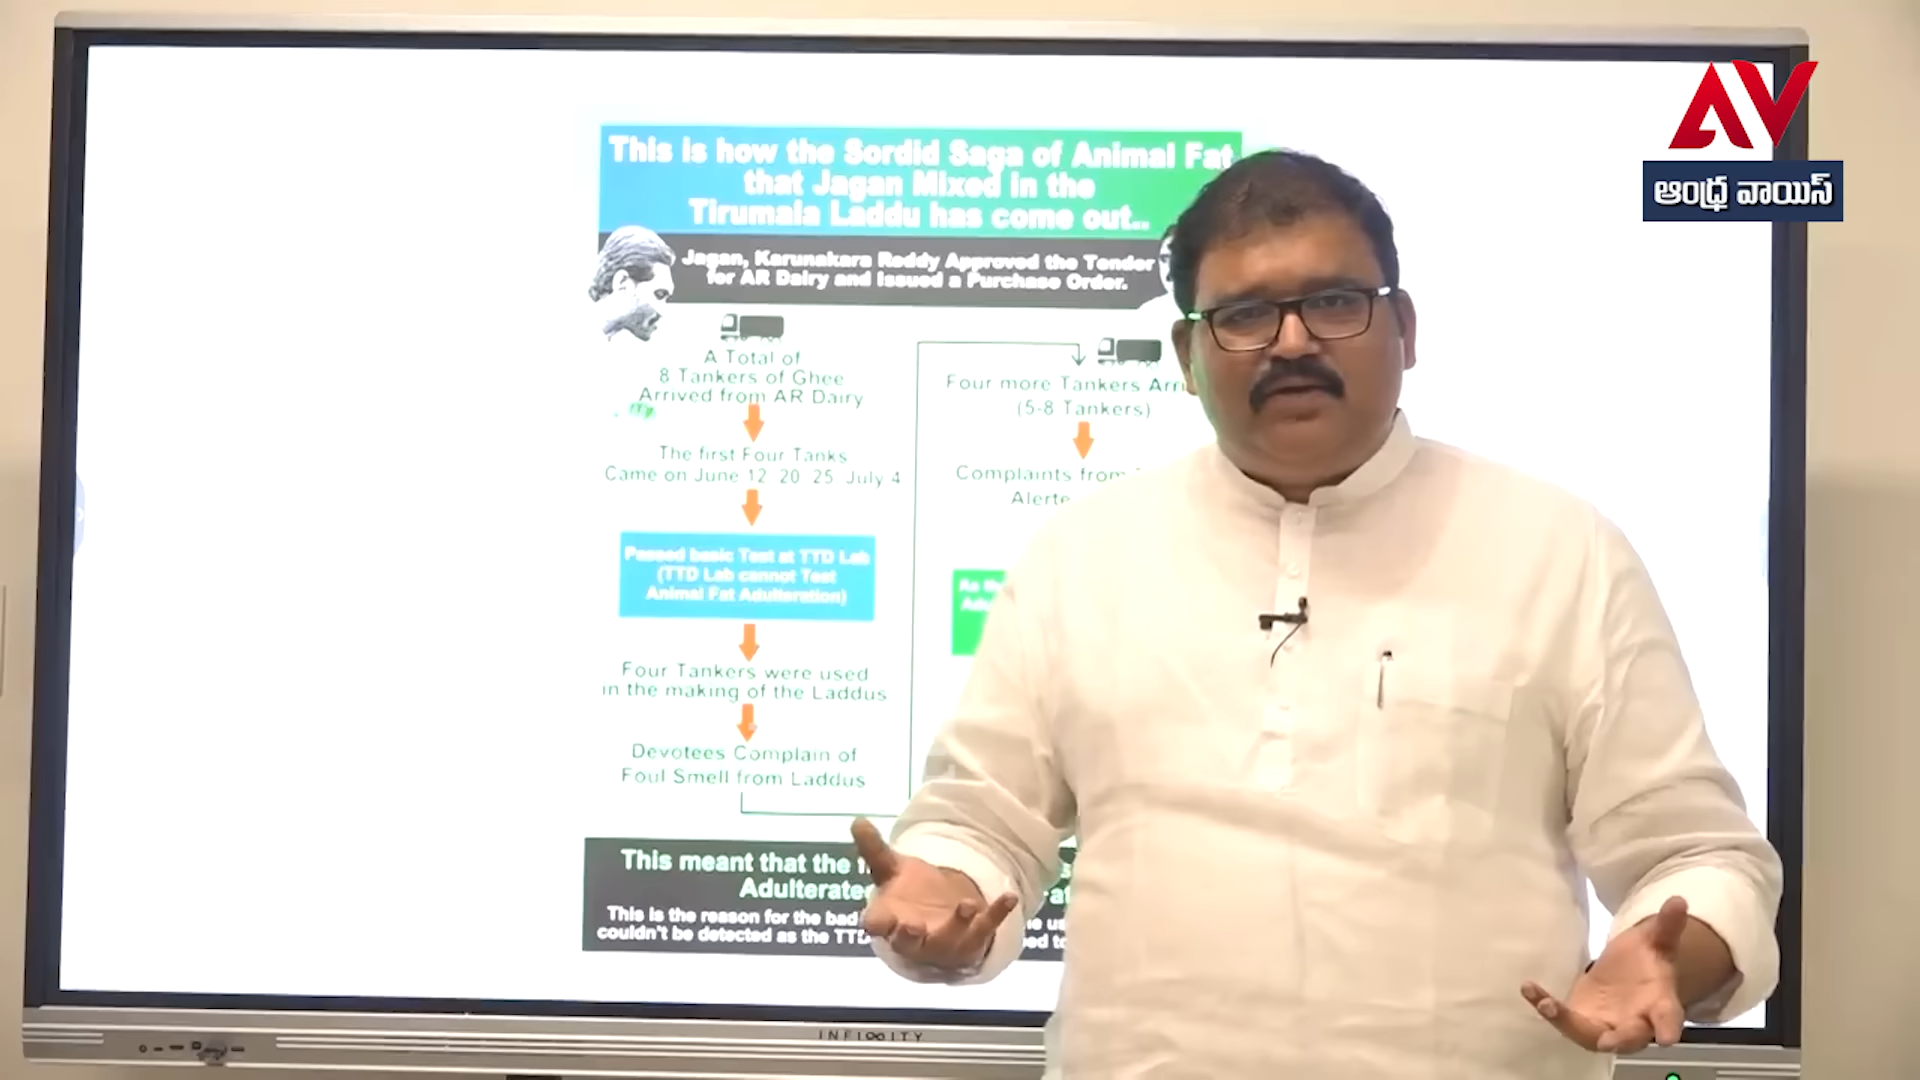 AV
ఆంధ్ర వాయిస్
This is how the Sordid Saga of Animal Fat
that Jagan Mixed in the
Tirumala Laddu has come out..
Jagan, Karunakara Reddy Approved the Tender
for AR Dairy and Issued a Purchase Order.
A Total of
8 Tankers of Ghee
Arrived from AR Dairy
The first Four Tanks
Came on June 12 20 25 July 4
Passed basic Test at TTD Lab
(TTD Lab cannot Test
Animal Fat Adulteration)
Four Tankers were used
in the making of the Laddus
Devotees Complain of
Foul Smell from Laddus
Four more Tankers
(5-8 Tankers)
Complaints from
As
This meant that the
This is the reason for the bad
couldn't be detected as the
INFINITY